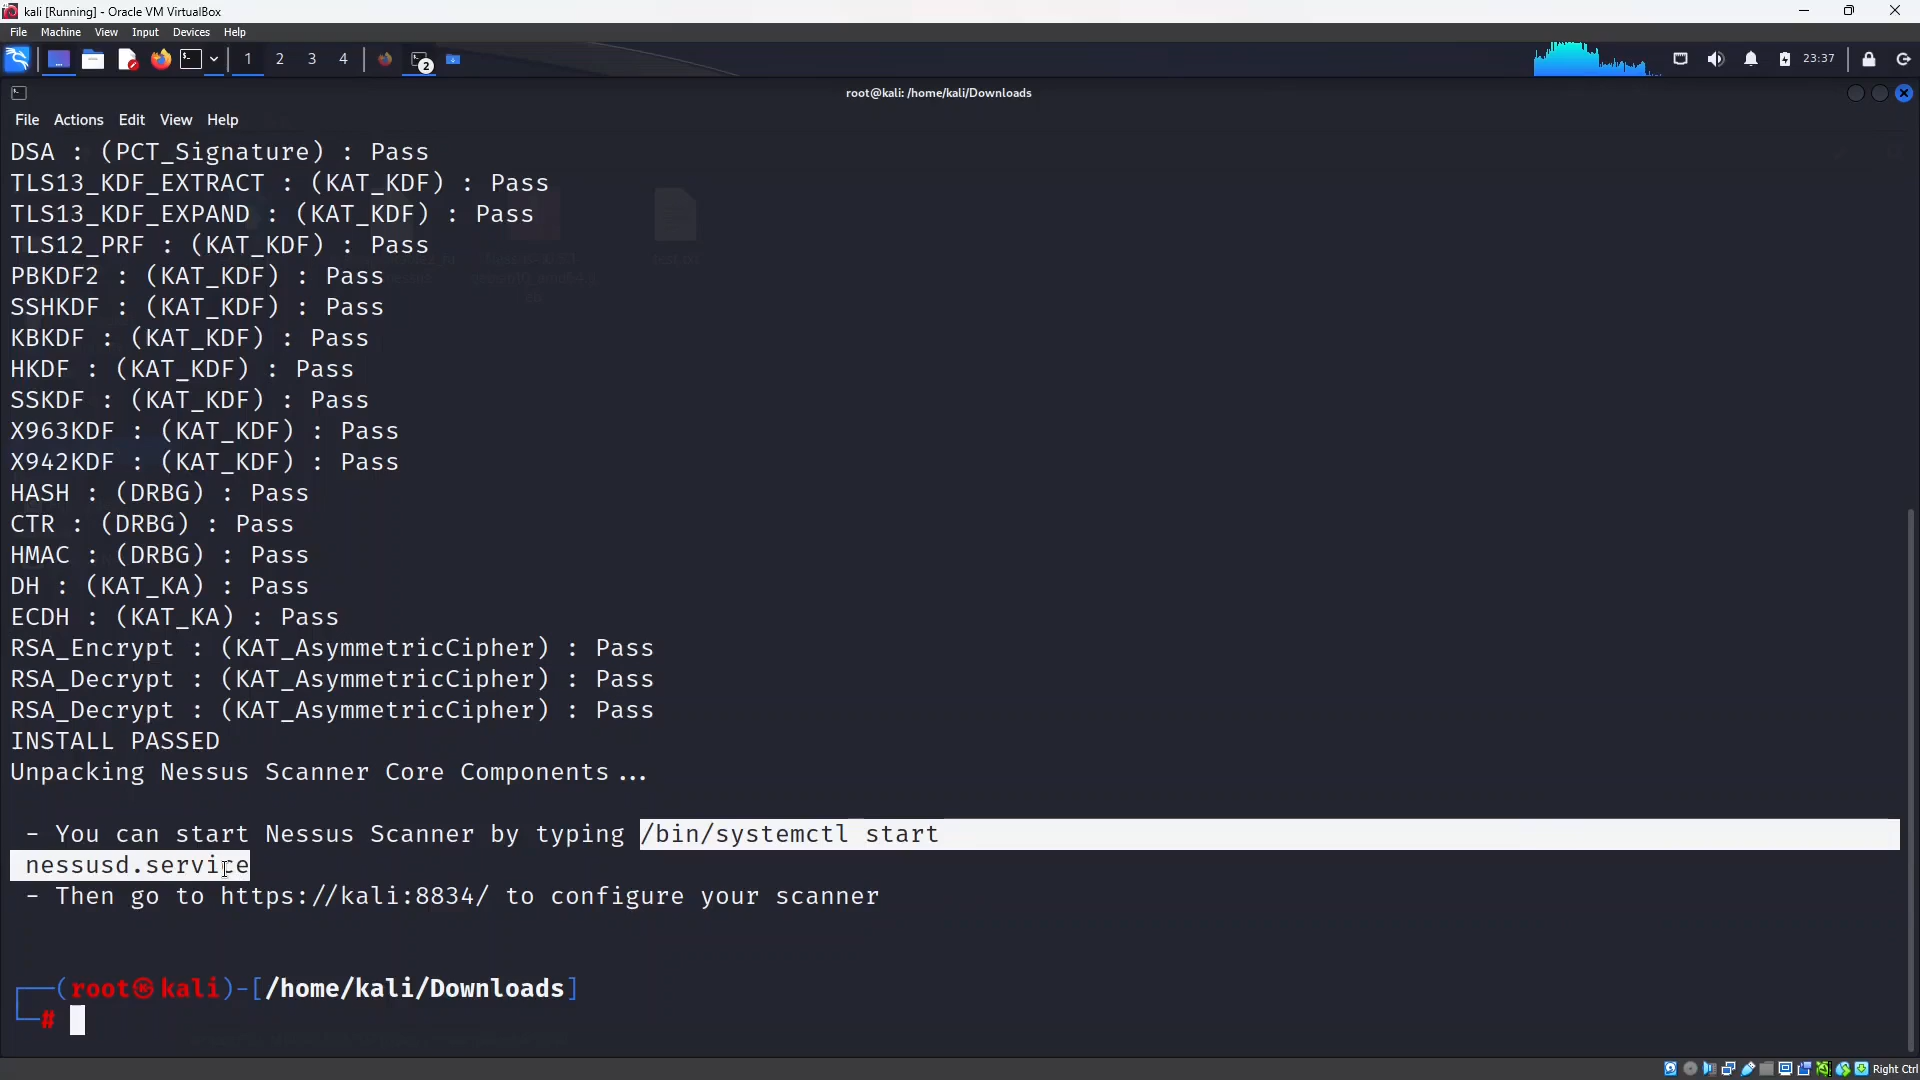 kali [Running] - Oracle VM VirtualBox
File Machine View Input Devices Help
1 2 3 4 2 23:37
root@kali: /home/kali/Downloads
File Actions Edit View Help
DSA : (PCT_Signature) : Pass
TLS13_KDF_EXTRACT : (KAT_KDF) : Pass
TLS13_KDF_EXPAND : (KAT_KDF) : Pass
TLS12_PRF : (KAT_KDF) : Pass
PBKDF2 : (KAT_KDF) : Pass
SSHKDF : (KAT_KDF) : Pass
KBKDF : (KAT_KDF) : Pass
HKDF : (KAT_KDF) : Pass
SSKDF : (KAT_KDF) : Pass
X963KDF : (KAT_KDF) : Pass
X942KDF : (KAT_KDF) : Pass
HASH : (DRBG) : Pass
CTR : (DRBG) : Pass
HMAC : (DRBG) : Pass
DH : (KAT_KA) : Pass
ECDH : (KAT_KA) : Pass
RSA_Encrypt : (KAT_AsymmetricCipher) : Pass
RSA_Decrypt : (KAT_AsymmetricCipher) : Pass
RSA_Decrypt : (KAT_AsymmetricCipher) : Pass
INSTALL PASSED
Unpacking Nessus Scanner Core Components...
- You can start Nessus Scanner by typing /bin/systemctl start
nessusd.service
- Then go to https://kali:8834/ to configure your scanner
(root㉿kali)-[/home/kali/Downloads]
#
Right Ctrl